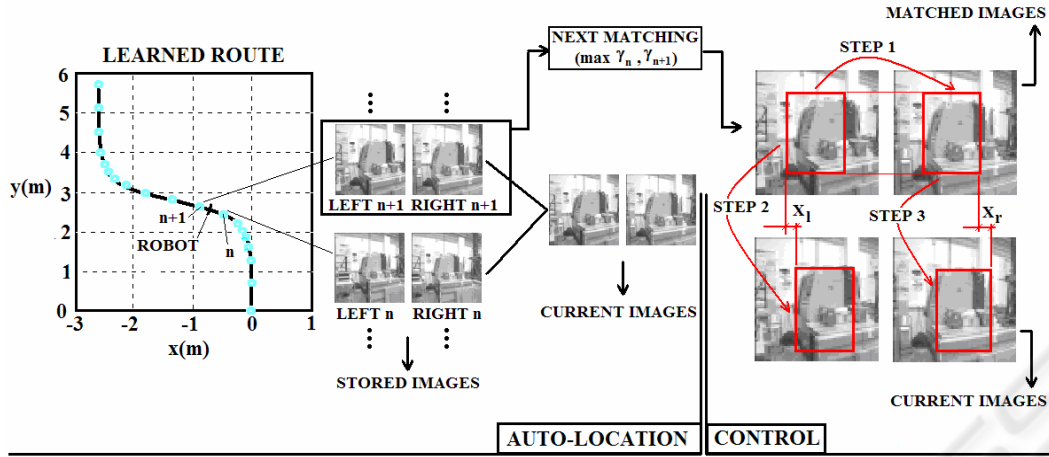 LEARNED ROUTE
6
5
4
3
2
1
0
y(m)
-3
-2
-1
0
1
x(m)
n+1
ROBOT
n
LEFT n+1 RIGHT n+1
LEFT n RIGHT n
STORED IMAGES
NEXT MATCHING
(max γn , γn+1)
CURRENT IMAGES
AUTO-LOCATION
MATCHED IMAGES
STEP 1
STEP 2
STEP 3
Xl
Xr
CURRENT IMAGES
CONTROL